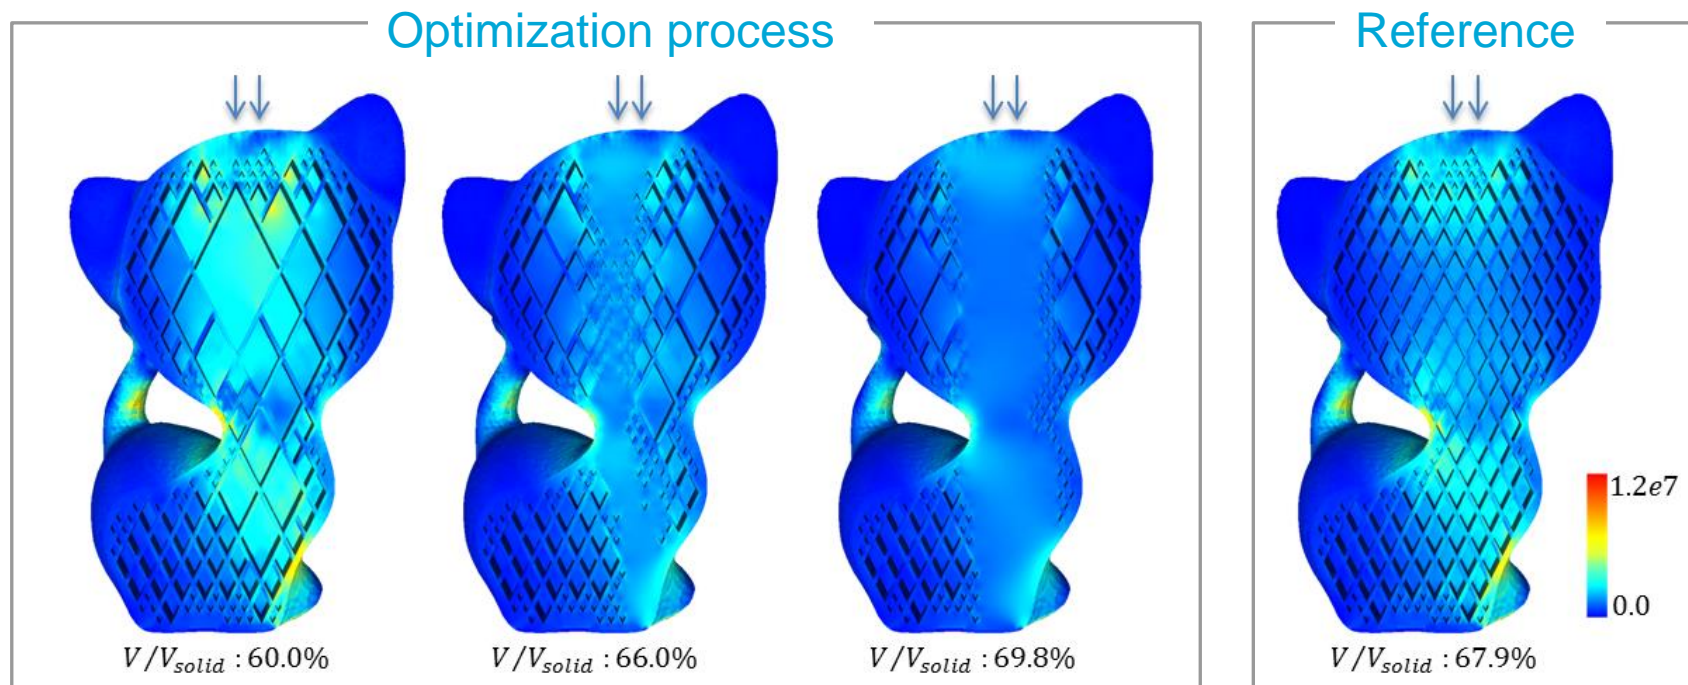 Optimization process
Reference
1.2e7
0.0
V/V_solid : 60.0%
V/V_solid : 66.0%
V/V_solid : 69.8%
V/V_solid : 67.9%